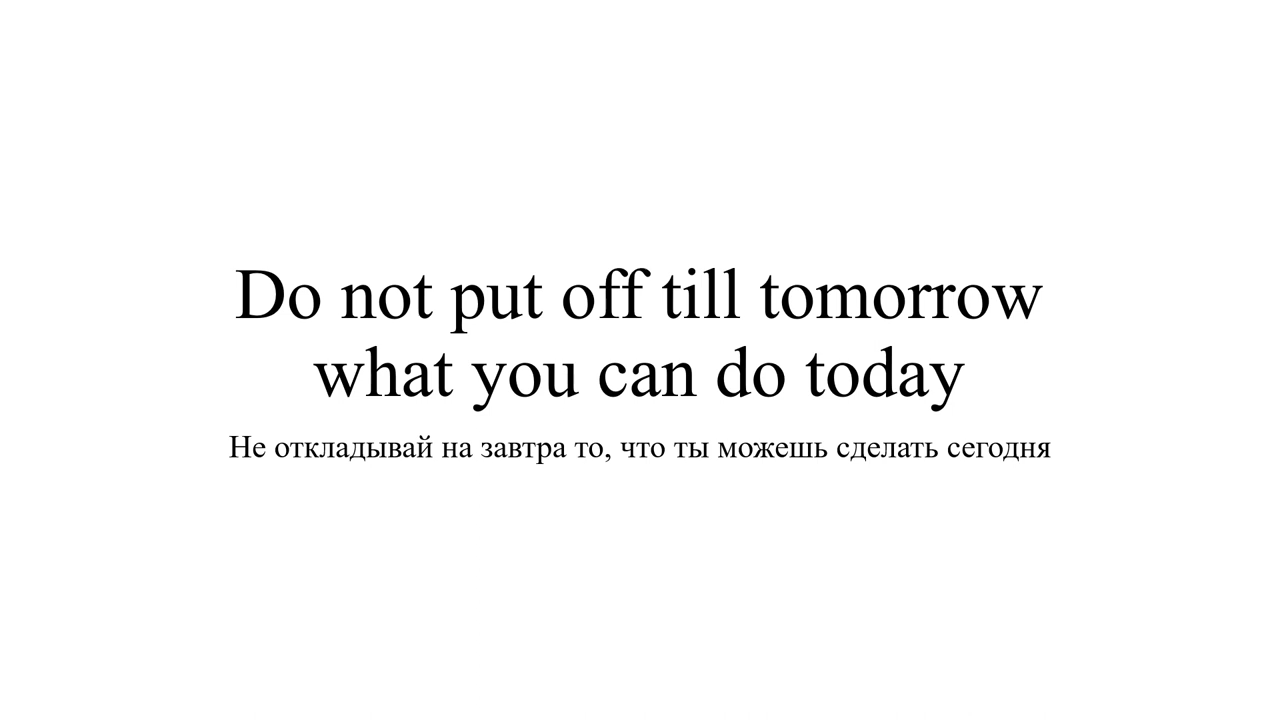 Do not put off till tomorrow
what you can do today
Не откладывай на завтра то, что ты можешь сделать сегодня